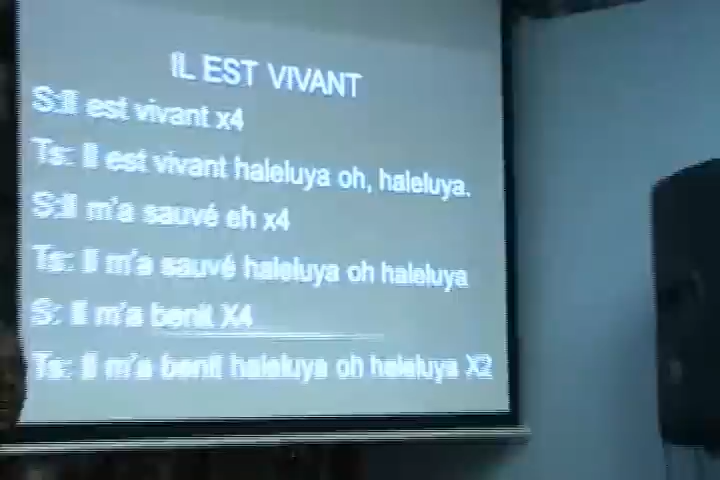 IL EST VIVANT
S:Il est vivant x4
Ts: Il est vivant haleluya oh, haleluya.
S:Il m'a sauvé eh x4
Ts: Il m'a sauvé haleluya oh haleluya
S: Il m'a benit X4
Ts: Il m'a benit haleluya oh haleluya X2